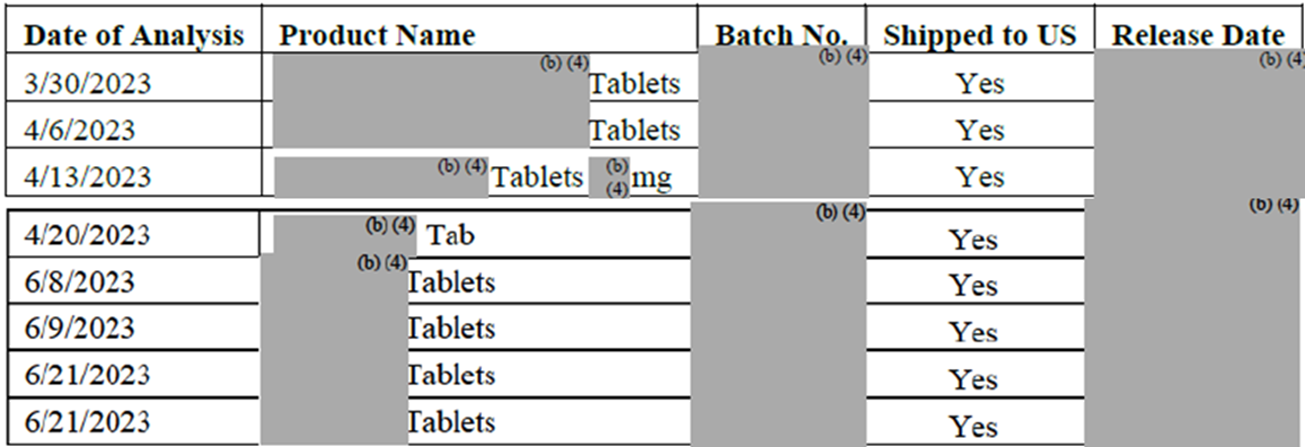 Date of Analysis Product Name Batch No. Shipped to US Release Date
3/30/2023 (b) (4) Tablets (b) (4) Yes (b) (4)
4/6/2023 Tablets Yes
4/13/2023 (b) (4) Tablets (b) (4) mg Yes
4/20/2023 (b) (4) Tab (b) (4) Yes (b) (4)
6/8/2023 (b) (4) Tablets Yes
6/9/2023 Tablets Yes
6/21/2023 Tablets Yes
6/21/2023 Tablets Yes